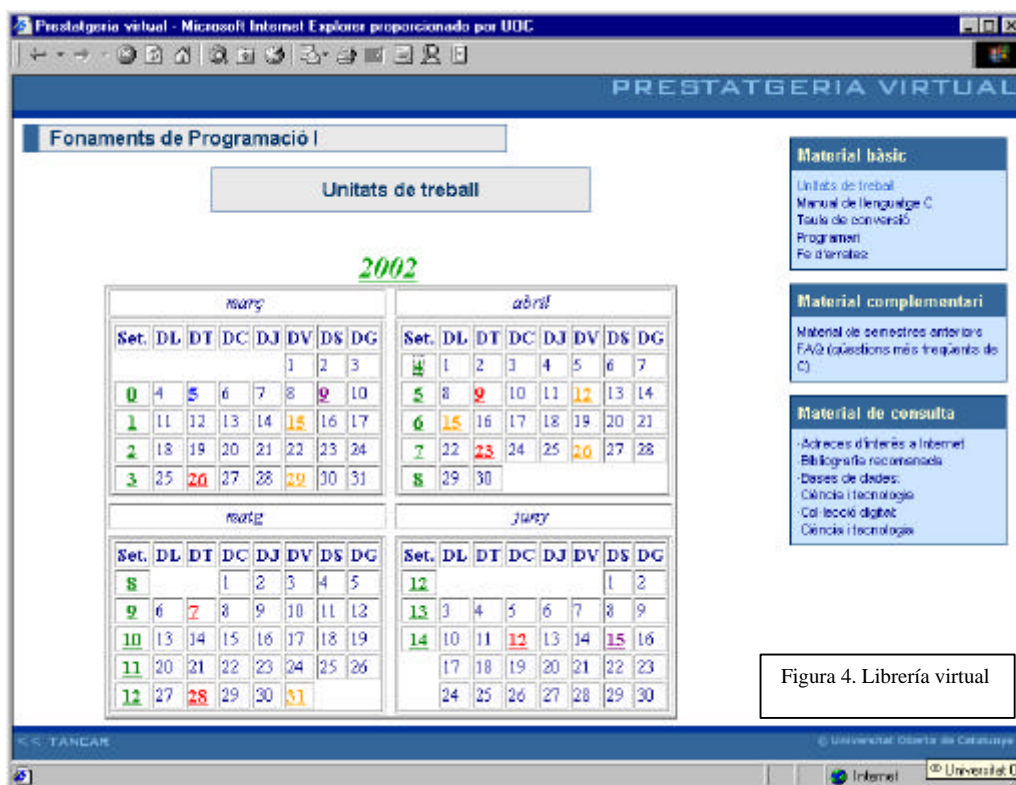 Prestatgeria virtual - Microsoft Internet Explorer proporcionado por UOC
PRESTATGERIA VIRTUAL
Fonaments de Programació I
Unitats de treball
2002
març
Set. DL DT DC DJ DV DS DG
1 2 3
0 4 5 6 7 8 9 10
1 11 12 13 14 15 16 17
2 18 19 20 21 22 23 24
3 25 26 27 28 29 30 31
abril
Set. DL DT DC DJ DV DS DG
4 1 2 3 4 5 6 7
5 8 9 10 11 12 13 14
6 15 16 17 18 19 20 21
7 22 23 24 25 26 27 28
8 29 30
maig
Set. DL DT DC DJ DV DS DG
8 1 2 3 4 5
9 6 7 8 9 10 11 12
10 13 14 15 16 17 18 19
11 20 21 22 23 24 25 26
12 27 28 29 30 31
juny
Set. DL DT DC DJ DV DS DG
12 1 2
13 3 4 5 6 7 8 9
14 10 11 12 13 14 15 16
17 18 19 20 21 22 23
24 25 26 27 28 29 30
Material bàsic
Unitats de treball
Manual de llenguatge C
Taula de conversió
Programari
Fe d'errates
Material complementari
Material de semestres anteriors
FAQ (qüestions més freqüents de
C)
Material de consulta
·Adreces d'interès a Internet
·Bibliografia recomanada
·Bases de dades:
Ciència i tecnologia
·Col·lecció digital:
Ciència i tecnologia
Figura 4. Librería virtual
<< TANCAR
© Universitat Oberta de Catalunya
Internet
Universitat O